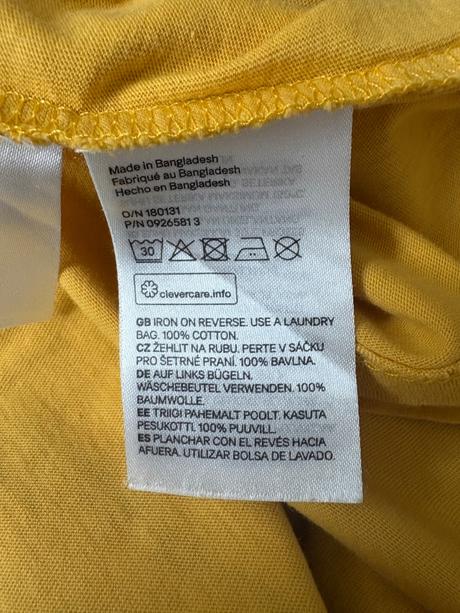 Made in Bangladesh
Fabriqué au Bangladesh
Hecho en Bangladesh
O/N 180131
P/N 09265813
30
clevercare.info
GB IRON ON REVERSE. USE A LAUNDRY
BAG. 100% COTTON.
CZ ŽEHLIT NA RUBU. PERTE V SÁČKU
PRO ŠETRNÉ PRANÍ. 100% BAVLNA.
DE AUF LINKS BÜGELN.
WÄSCHEBEUTEL VERWENDEN. 100%
BAUMWOLLE.
EE TRIIGI PAHEMALT POOLT. KASUTA
PESUKOTTI. 100% PUUVILL.
ES PLANCHAR CON EL REVÉS HACIA
AFUERA. UTILIZAR BOLSA DE LAVADO.